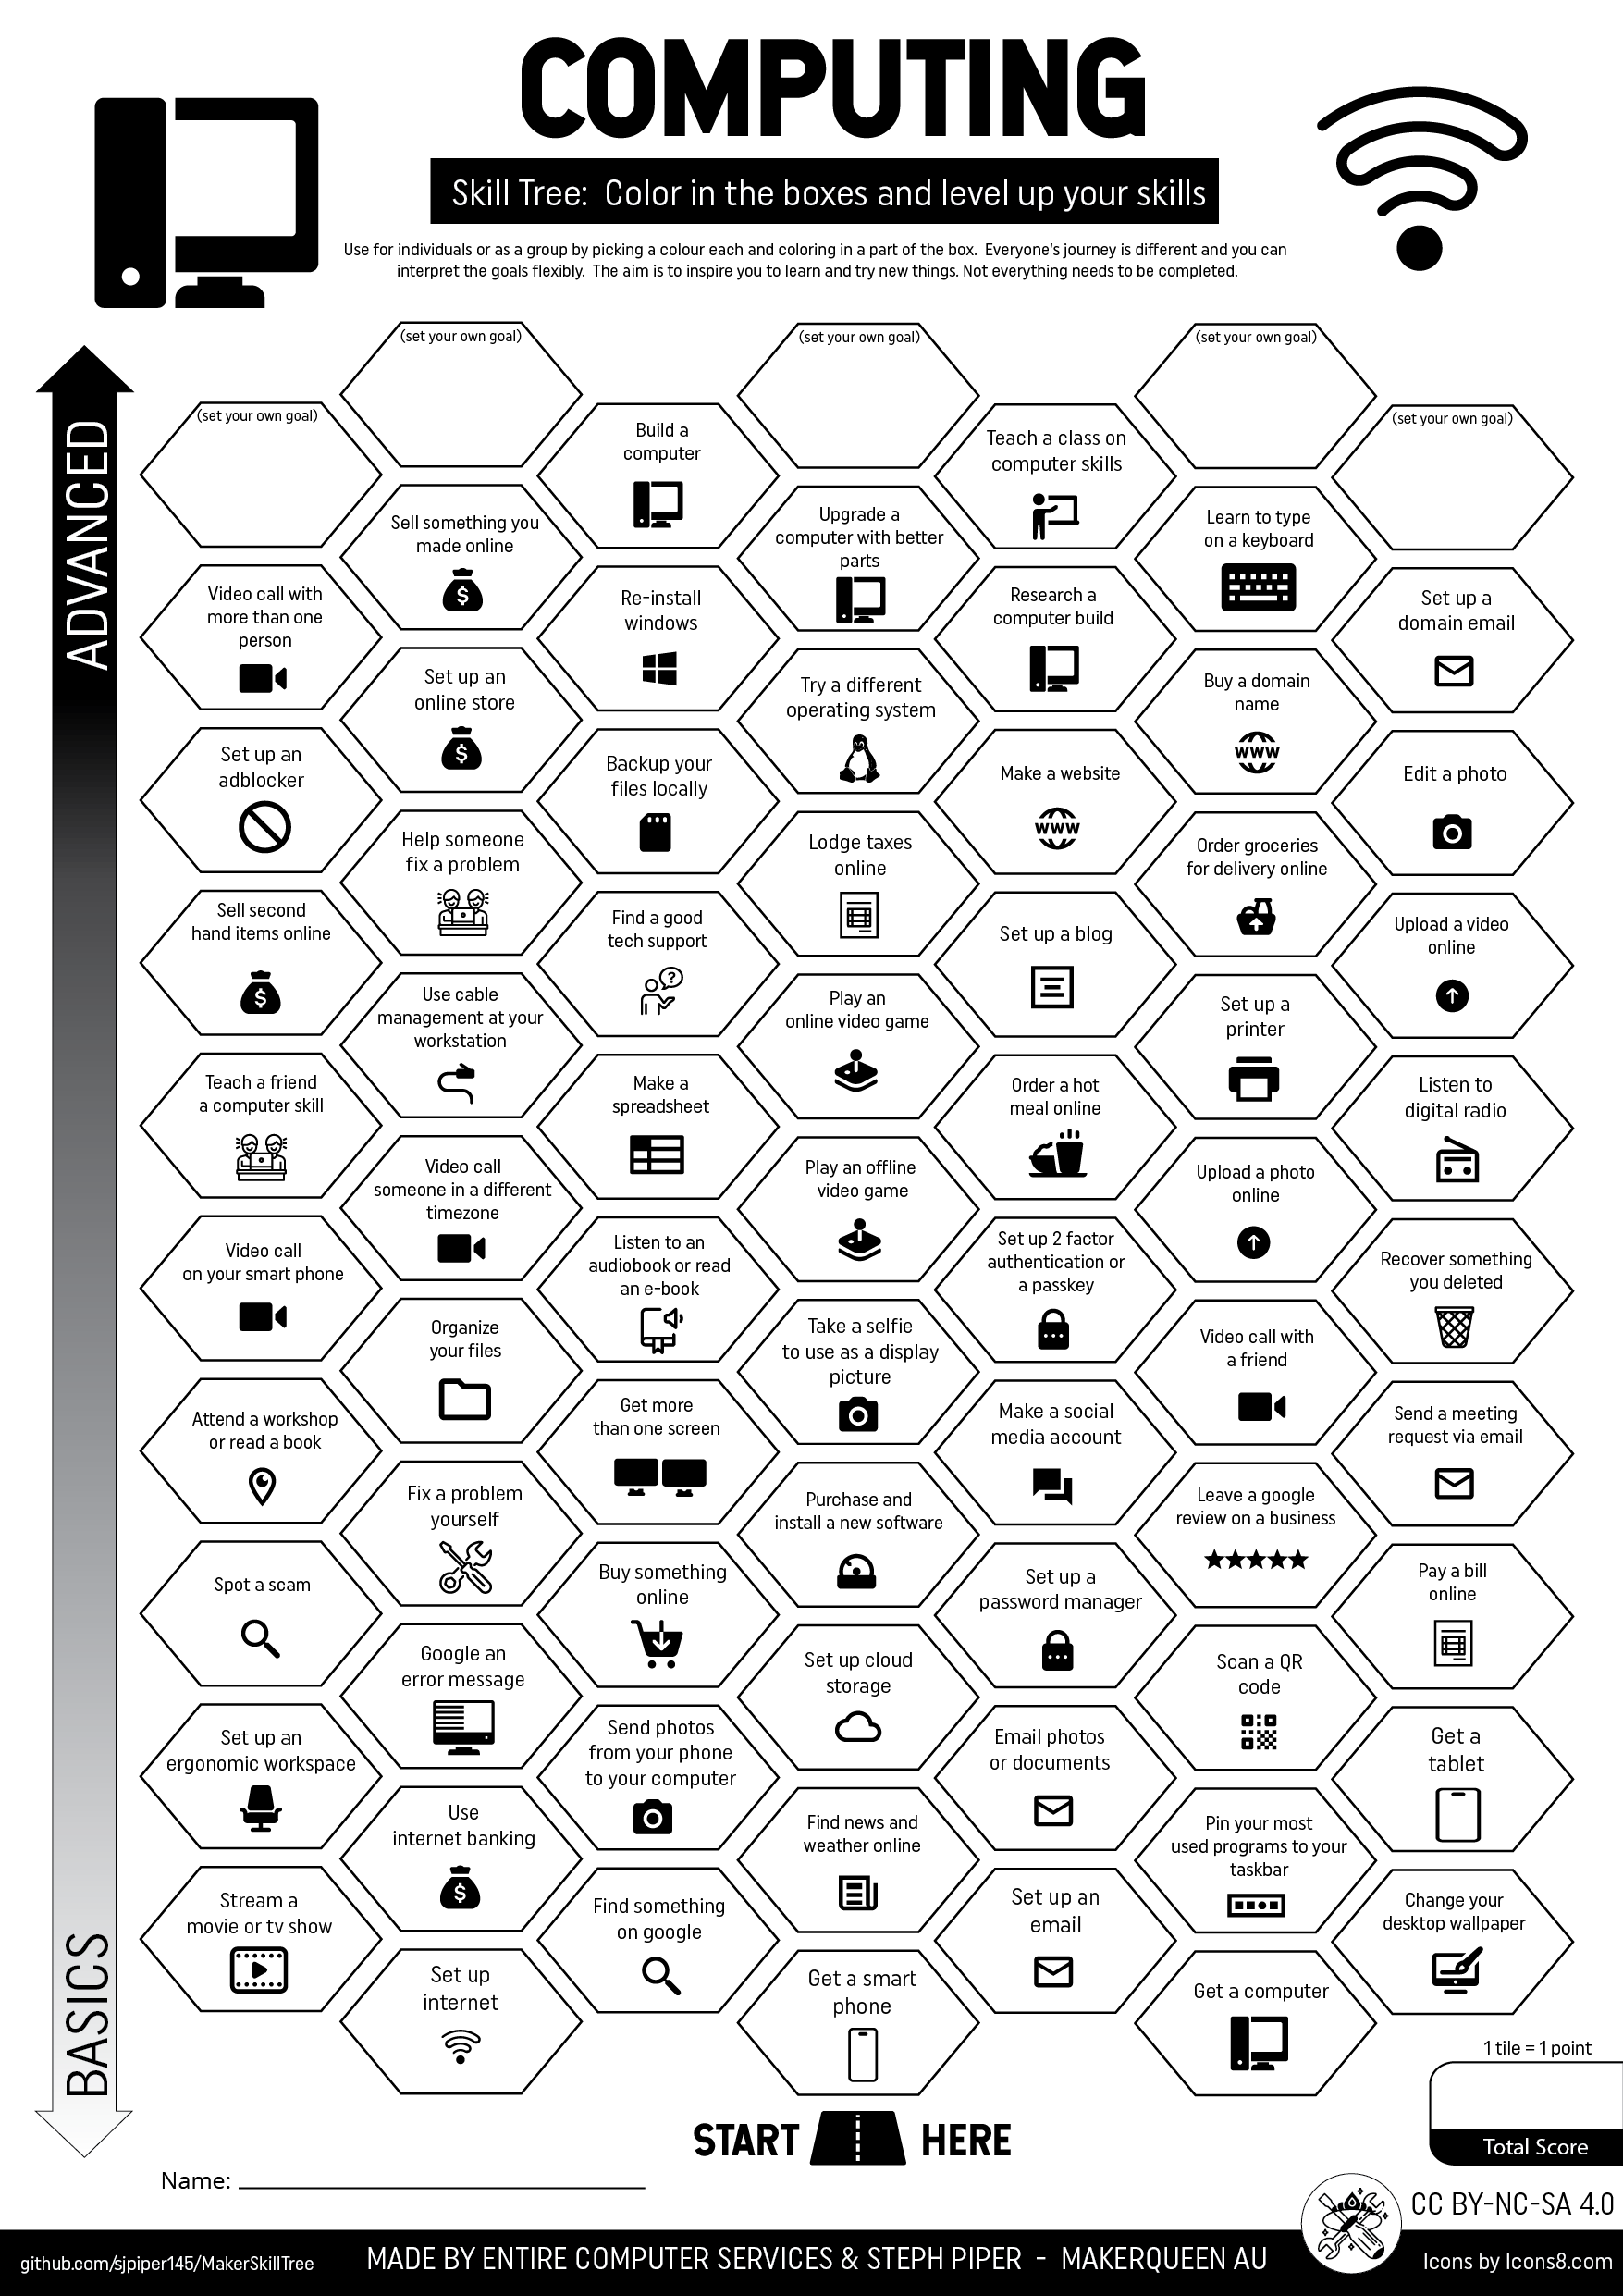 COMPUTING
Skill Tree: Color in the boxes and level up your skills
Use for individuals or as a group by picking a colour each and coloring in a part of the box. Everyone's journey is different and you can
interpret the goals flexibly. The aim is to inspire you to learn and try new things. Not everything needs to be completed.
ADVANCED
BASICS
(set your own goal)
(set your own goal)
(set your own goal)
(set your own goal)
(set your own goal)
Build a
computer
Teach a class on
computer skills
Sell something you
made online
$
Upgrade a
computer with better
parts
Learn to type
on a keyboard
Video call with
more than one
person
Re-install
windows
Research a
computer build
Set up a
domain email
Set up an
online store
$
Try a different
operating system
Buy a domain
name
www
Set up an
adblocker
Backup your
files locally
Make a website
www
Edit a photo
Help someone
fix a problem
Lodge taxes
online
Order groceries
for delivery online
Sell second
hand items online
$
Find a good
tech support
?
Set up a blog
Upload a video
online
Use cable
management at your
workstation
Play an
online video game
Set up a
printer
Teach a friend
a computer skill
Make a
spreadsheet
Order a hot
meal online
Listen to
digital radio
Video call
someone in a different
timezone
Play an offline
video game
Upload a photo
online
Video call
on your smart phone
Listen to an
audiobook or read
an e-book
Set up 2 factor
authentication or
a passkey
Recover something
you deleted
Organize
your files
Take a selfie
to use as a display
picture
Video call with
a friend
Attend a workshop
or read a book
Get more
than one screen
Make a social
media account
Send a meeting
request via email
Fix a problem
yourself
Purchase and
install a new software
Leave a google
review on a business
Spot a scam
Buy something
online
Set up a
password manager
Pay a bill
online
Google an
error message
Set up cloud
storage
Scan a QR
code
Set up an
ergonomic workspace
Send photos
from your phone
to your computer
Email photos
or documents
Get a
tablet
Use
internet banking
$
Find news and
weather online
Pin your most
used programs to your
taskbar
Stream a
movie or tv show
Find something
on google
Set up an
email
Change your
desktop wallpaper
Set up
internet
Get a smart
phone
Get a computer
1 tile = 1 point
Total Score
START HERE
Name:
CC BY-NC-SA 4.0
github.com/sjpiper145/MakerSkillTree
MADE BY ENTIRE COMPUTER SERVICES & STEPH PIPER - MAKERQUEEN AU
Icons by Icons8.com